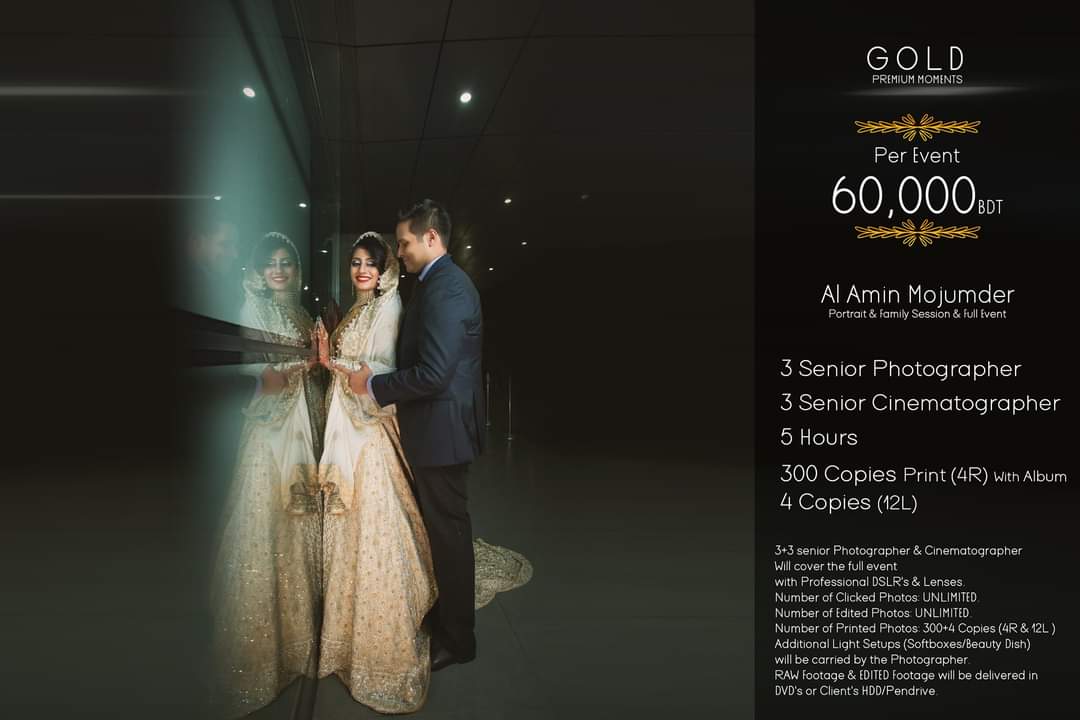 GOLD
PREMIUM MOMENTS
Per Event
60,000 BDT
Al Amin Mojumder
Portrait & Family Session & Full Event
3 Senior Photographer
3 Senior Cinematographer
5 Hours
300 Copies Print (4R) With Album
4 Copies (12L)
3+3 senior Photographer & Cinematographer
Will cover the full event
with Professional DSLR's & Lenses.
Number of Clicked Photos: UNLIMITED.
Number of Edited Photos: UNLIMITED.
Number of Printed Photos: 300+4 Copies (4R & 12L )
Additional Light Setups (Softboxes/Beauty Dish)
will be carried by the Photographer.
RAW Footage & EDITED Footage will be delivered in
DVD's or Client's HDD/Pendrive.